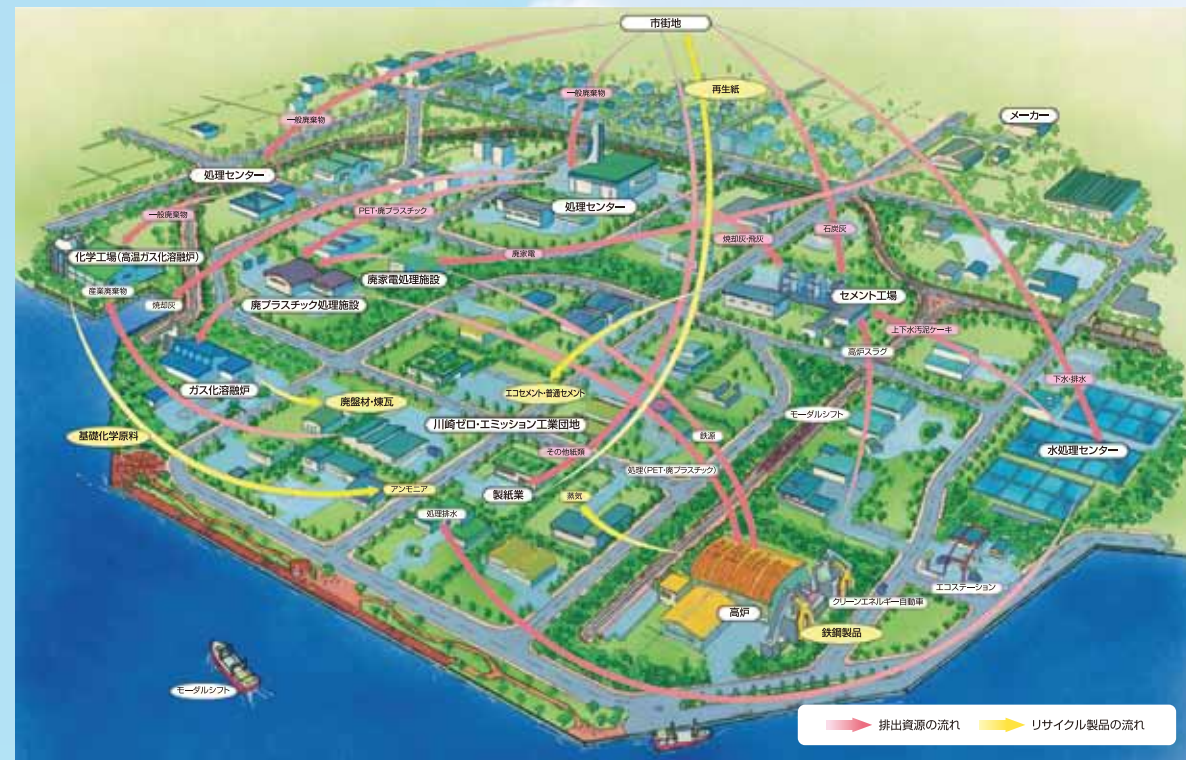 市街地
再生紙
一般廃棄物
一般廃棄物
メーカー
処理センター
処理センター
一般廃棄物
PET・廃プラスチック
石炭灰
焼却灰・飛灰
廃家電
化学工場(高温ガス化溶融炉)
廃家電処理施設
産業廃棄物
焼却灰
廃プラスチック処理施設
セメント工場
上下水汚泥ケーキ
高炉スラグ
下水・排水
ガス化溶融炉
廃盤材・煉瓦
エコセメント・普通セメント
川崎ゼロ・エミッション工業団地
モーダルシフト
基礎化学原料
鉄源
その他紙類
水処理センター
処理(PET・廃プラスチック)
アンモニア
製紙業
蒸気
処理排水
エコステーション
クリーンエネルギー自動車
高炉
鉄鋼製品
モーダルシフト
排出資源の流れ
リサイクル製品の流れ